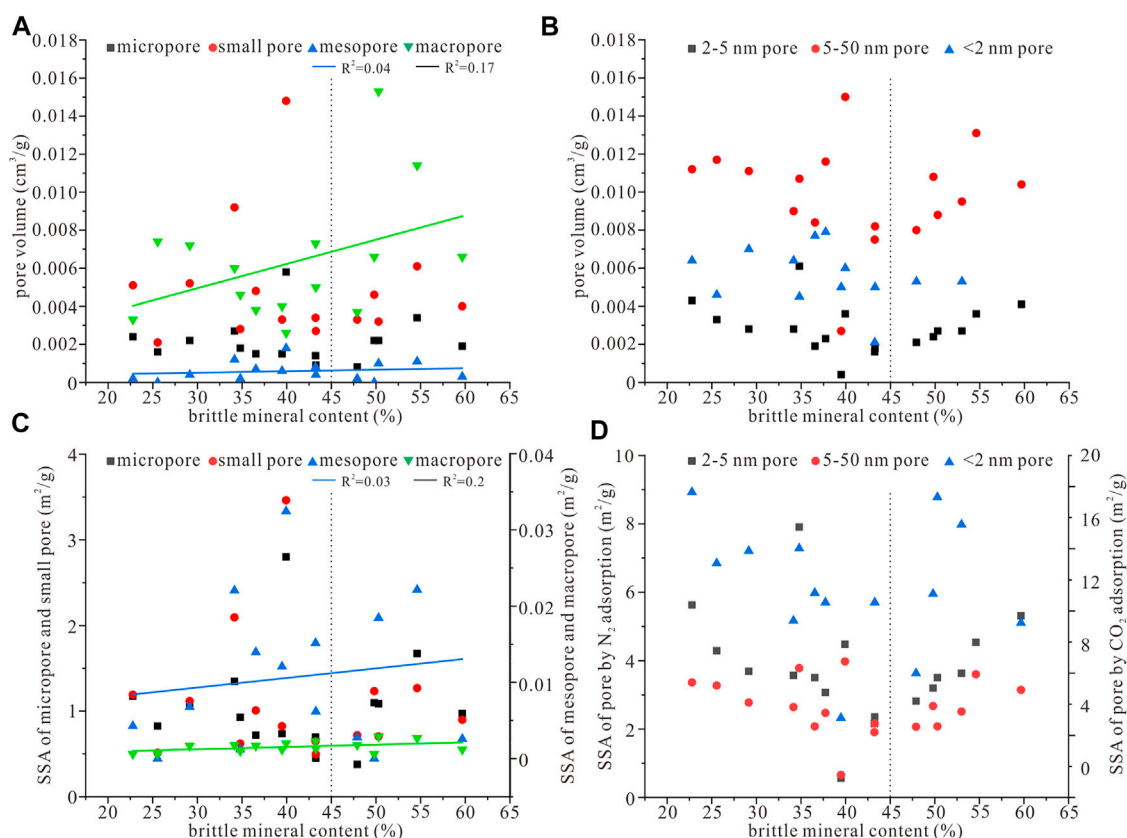 A
micropore small pore mesopore macropore
R²=0.04 R²=0.17
pore volume (cm³/g)
0.018
0.016
0.014
0.012
0.010
0.008
0.006
0.004
0.002
0
20 25 30 35 40 45 50 55 60 65
brittle mineral content (%)
B
2-5 nm pore 5-50 nm pore <2 nm pore
pore volume (cm³/g)
0.018
0.016
0.014
0.012
0.010
0.008
0.006
0.004
0.002
0
20 25 30 35 40 45 50 55 60 65
brittle mineral content (%)
C
micropore small pore mesopore macropore
R²=0.03 R²=0.2
SSA of micropore and small pore (m²/g)
4
3
2
1
0
20 25 30 35 40 45 50 55 60 65
brittle mineral content (%)
0.04
0.03
0.02
0.01
0
SSA of mesopore and macropore (m²/g)
D
2-5 nm pore 5-50 nm pore <2 nm pore
SSA of pore by N₂ adsorption (m²/g)
10
8
6
4
2
0
20 25 30 35 40 45 50 55 60 65
brittle mineral content (%)
20
16
12
8
4
0
SSA of pore by CO₂ adsorption (m²/g)